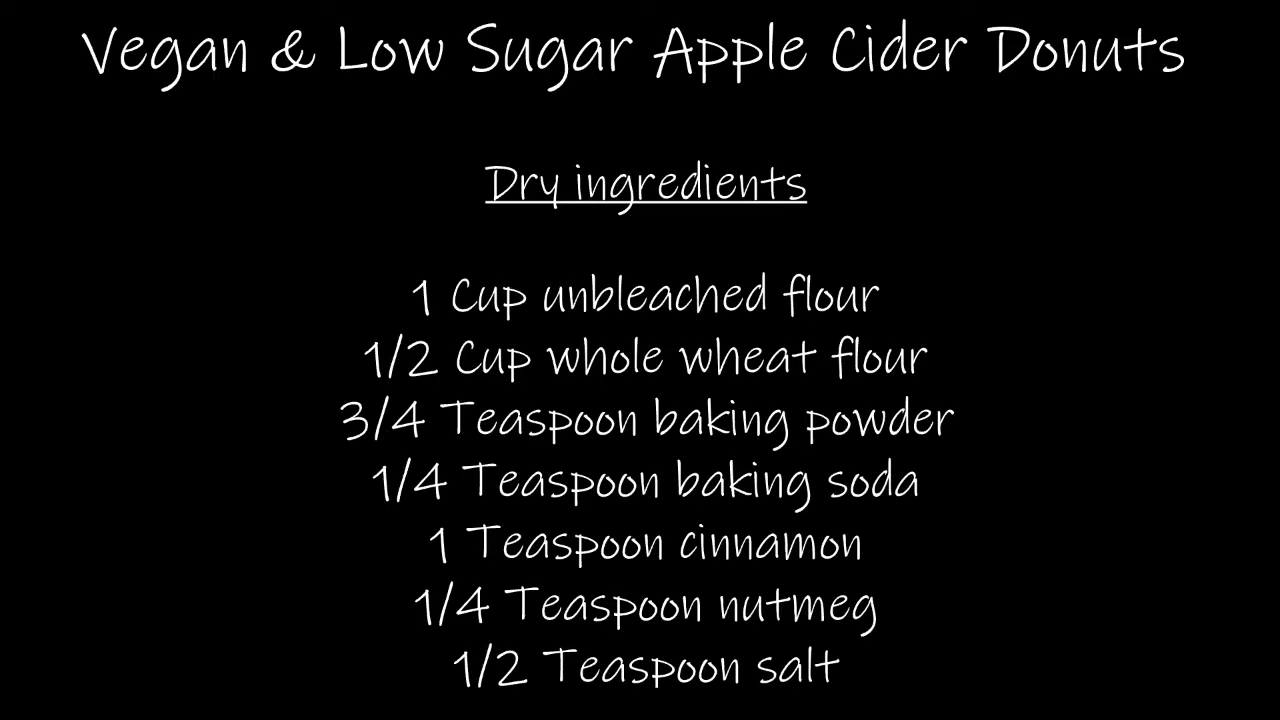 Vegan & Low Sugar Apple Cider Donuts
Dry ingredients
1 Cup unbleached flour
1/2 Cup whole wheat flour
3/4 Teaspoon baking powder
1/4 Teaspoon baking soda
1 Teaspoon cinnamon
1/4 Teaspoon nutmeg
1/2 Teaspoon salt